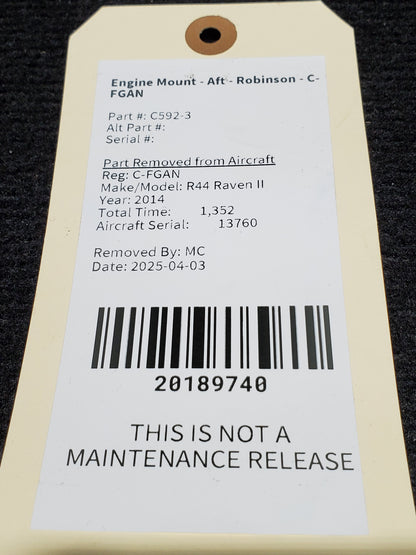 Engine Mount - Aft - Robinson - C-
FGAN
Part #: C592-3
Alt Part#:
Serial #:
Part Removed from Aircraft
Reg: C-FGAN
Make/Model: R44 Raven II
Year: 2014
Total Time: 1,352
Aircraft Serial: 13760
Removed By: MC
Date: 2025-04-03
20189740
THIS IS NOT A
MAINTENANCE RELEASE